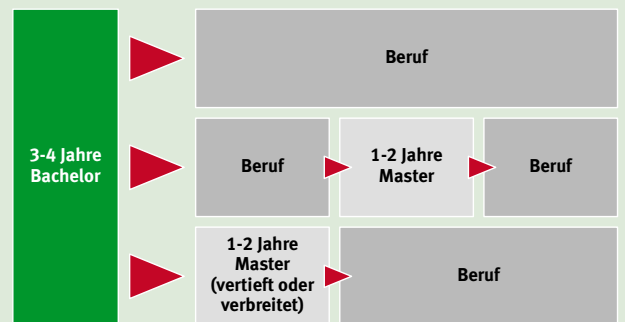 3-4 Jahre
Bachelor
Beruf
Beruf
1-2 Jahre
Master
Beruf
1-2 Jahre
Master
(vertieft oder
verbreitet)
Beruf